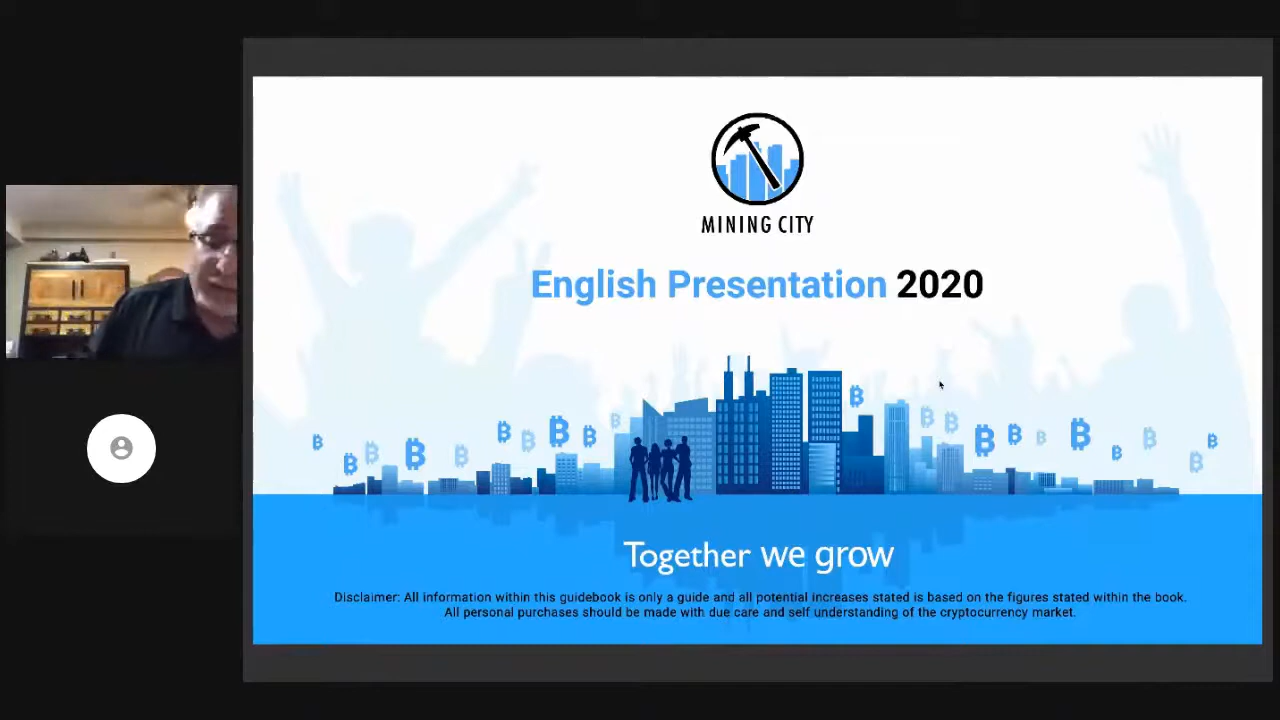 MINING CITY
English Presentation 2020
Together we grow
Disclaimer: All information within this guidebook is only a guide and all potential increases stated is based on the figures stated within the book.
All personal purchases should be made with due care and self understanding of the cryptocurrency market.